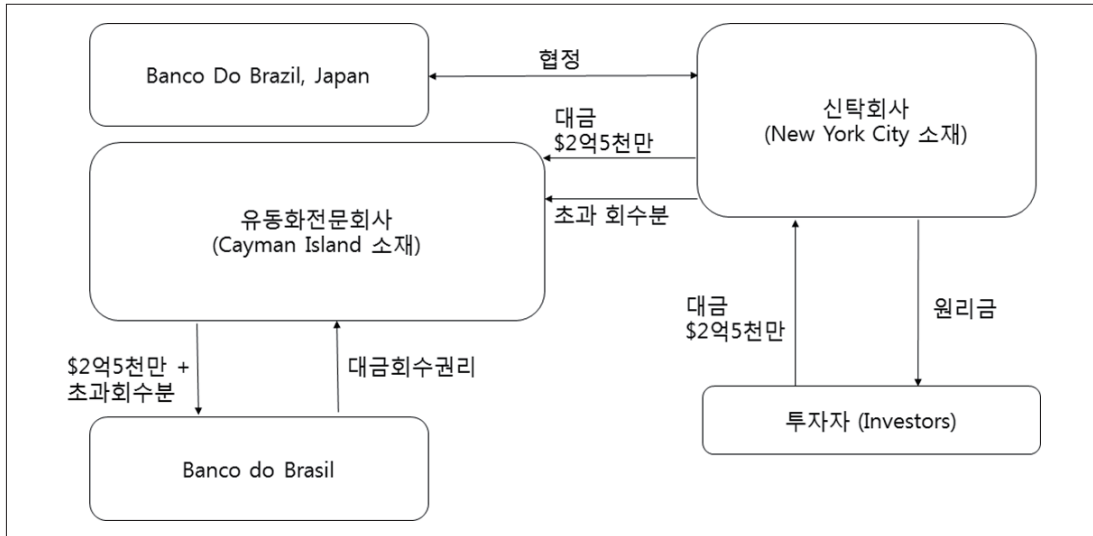 Banco Do Brazil, Japan
협정
신탁회사
(New York City 소재)
대금
$2억5천만
초과 회수분
유동화전문회사
(Cayman Island 소재)
대금
$2억5천만
원리금
$2억5천만 +
초과회수분
대금회수권리
투자자 (Investors)
Banco do Brasil